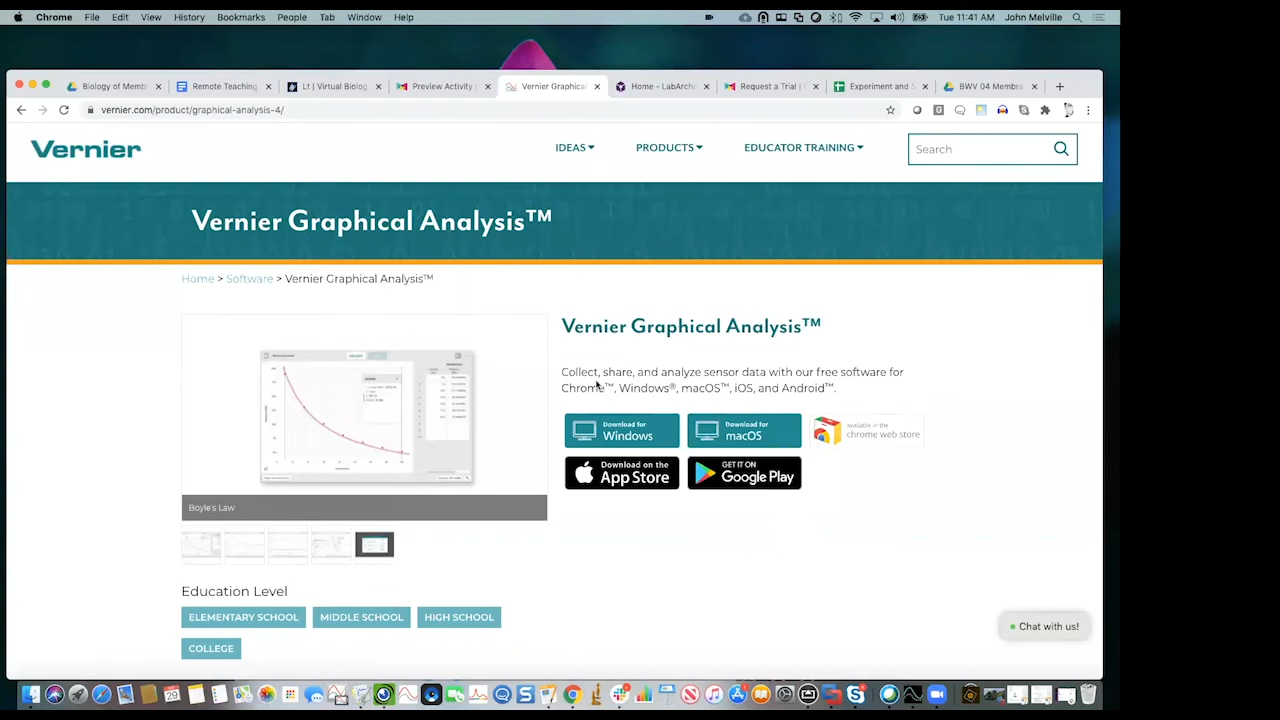 Chrome File Edit View History Bookmarks People Tab Window Help Tue 11:41 AM John Melville
Biology of Memb Remote Teaching Lt | Virtual Biolog Preview Activity | Vernier Graphica Home - LabArch Request a Trial | Experiment and S BWV 04 Membra
vernier.com/product/graphical-analysis-4/
Vernier IDEAS PRODUCTS EDUCATOR TRAINING Search
Vernier Graphical Analysis™
Home > Software > Vernier Graphical Analysis™
Vernier Graphical Analysis™
Collect, share, and analyze sensor data with our free software for
Chrome™, Windows®, macOS™, iOS, and Android™.
Download for Windows
Download for macOS
available in the chrome web store
Download on the App Store
GET IT ON Google Play
Boyle's Law
Education Level
ELEMENTARY SCHOOL MIDDLE SCHOOL HIGH SCHOOL
COLLEGE
Chat with us!